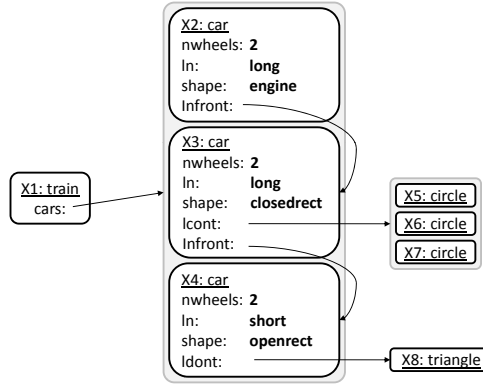 X2: car
nwheels: 2
ln: long
shape: engine
Infront:
X3: car
nwheels: 2
ln: long
shape: closedrect
lcont:
Infront:
X1: train
cars:
X5: circle
X6: circle
X7: circle
X4: car
nwheels: 2
ln: short
shape: openrect
ldont:
X8: triangle